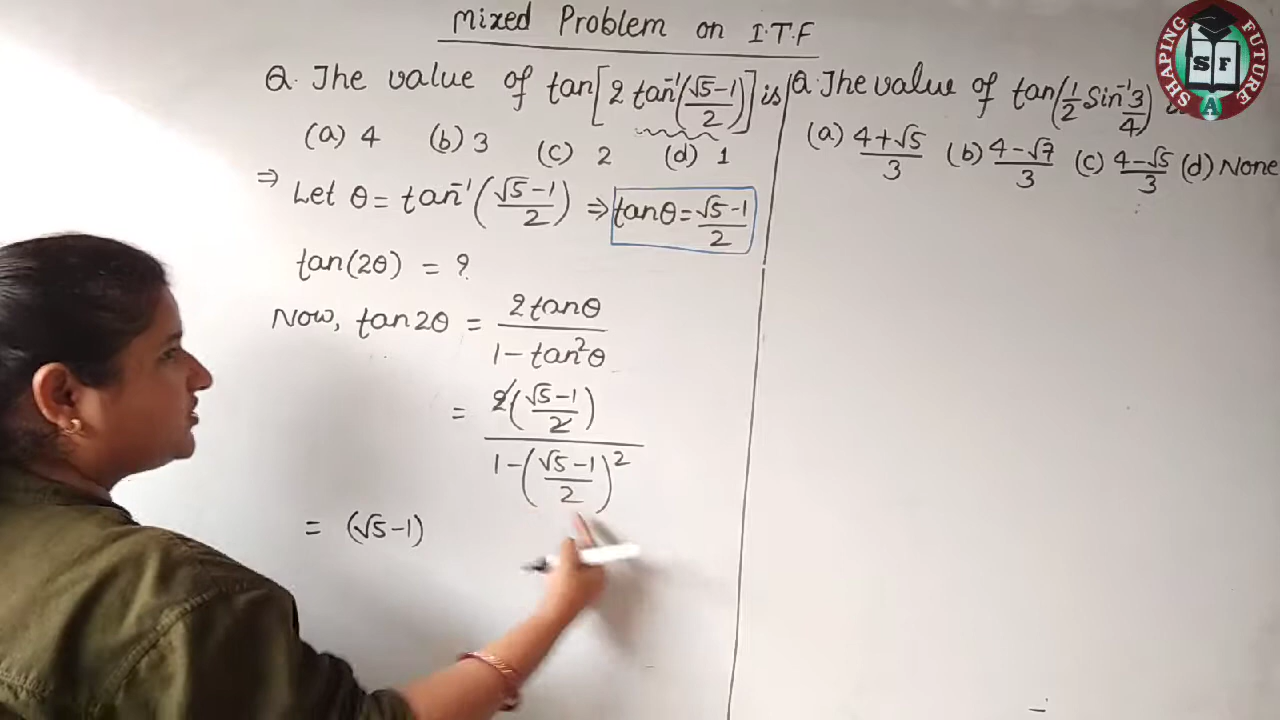 Mixed Problem on I.T.F
Q. The value of tan[2 tan⁻¹(√5-1/2)] is
(a) 4 (b) 3 (c) 2 (d) 1
⇒ Let θ = tan⁻¹(√5-1/2) ⇒ tanθ = √5-1/2
tan(2θ) = ?
Now, tan2θ = 2tanθ/1-tan²θ
= 2(√5-1/2)/1-(√5-1/2)²
= (√5-1)
Q. The value of tan(1/2 Sin⁻¹ 3/4)
(a) 4+√5/3 (b) 4-√7/3 (c) 4-√5/3 (d) None
SHAPING FUTURE
S F
A